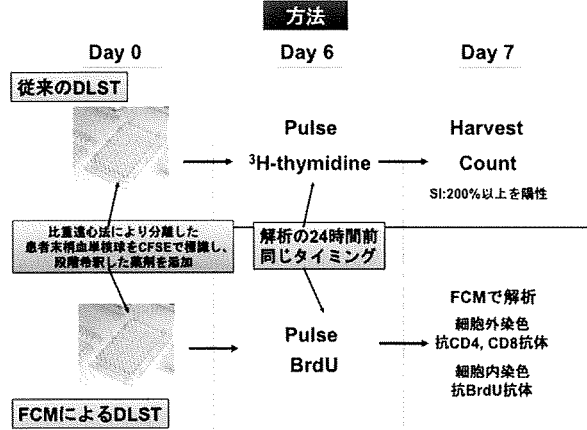 方法
Day 0
Day 6
Day 7
従来のDLST
Pulse
³H-thymidine
Harvest
Count
SI:200%以上を陽性
比重遠心法により分離した
患者末梢血単核球をCFSEで標識し、
段階希釈した薬剤を添加
解析の24時間前
同じタイミング
Pulse
BrdU
FCMで解析
細胞外染色
抗CD4, CD8抗体
細胞内染色
抗BrdU抗体
FCMによるDLST